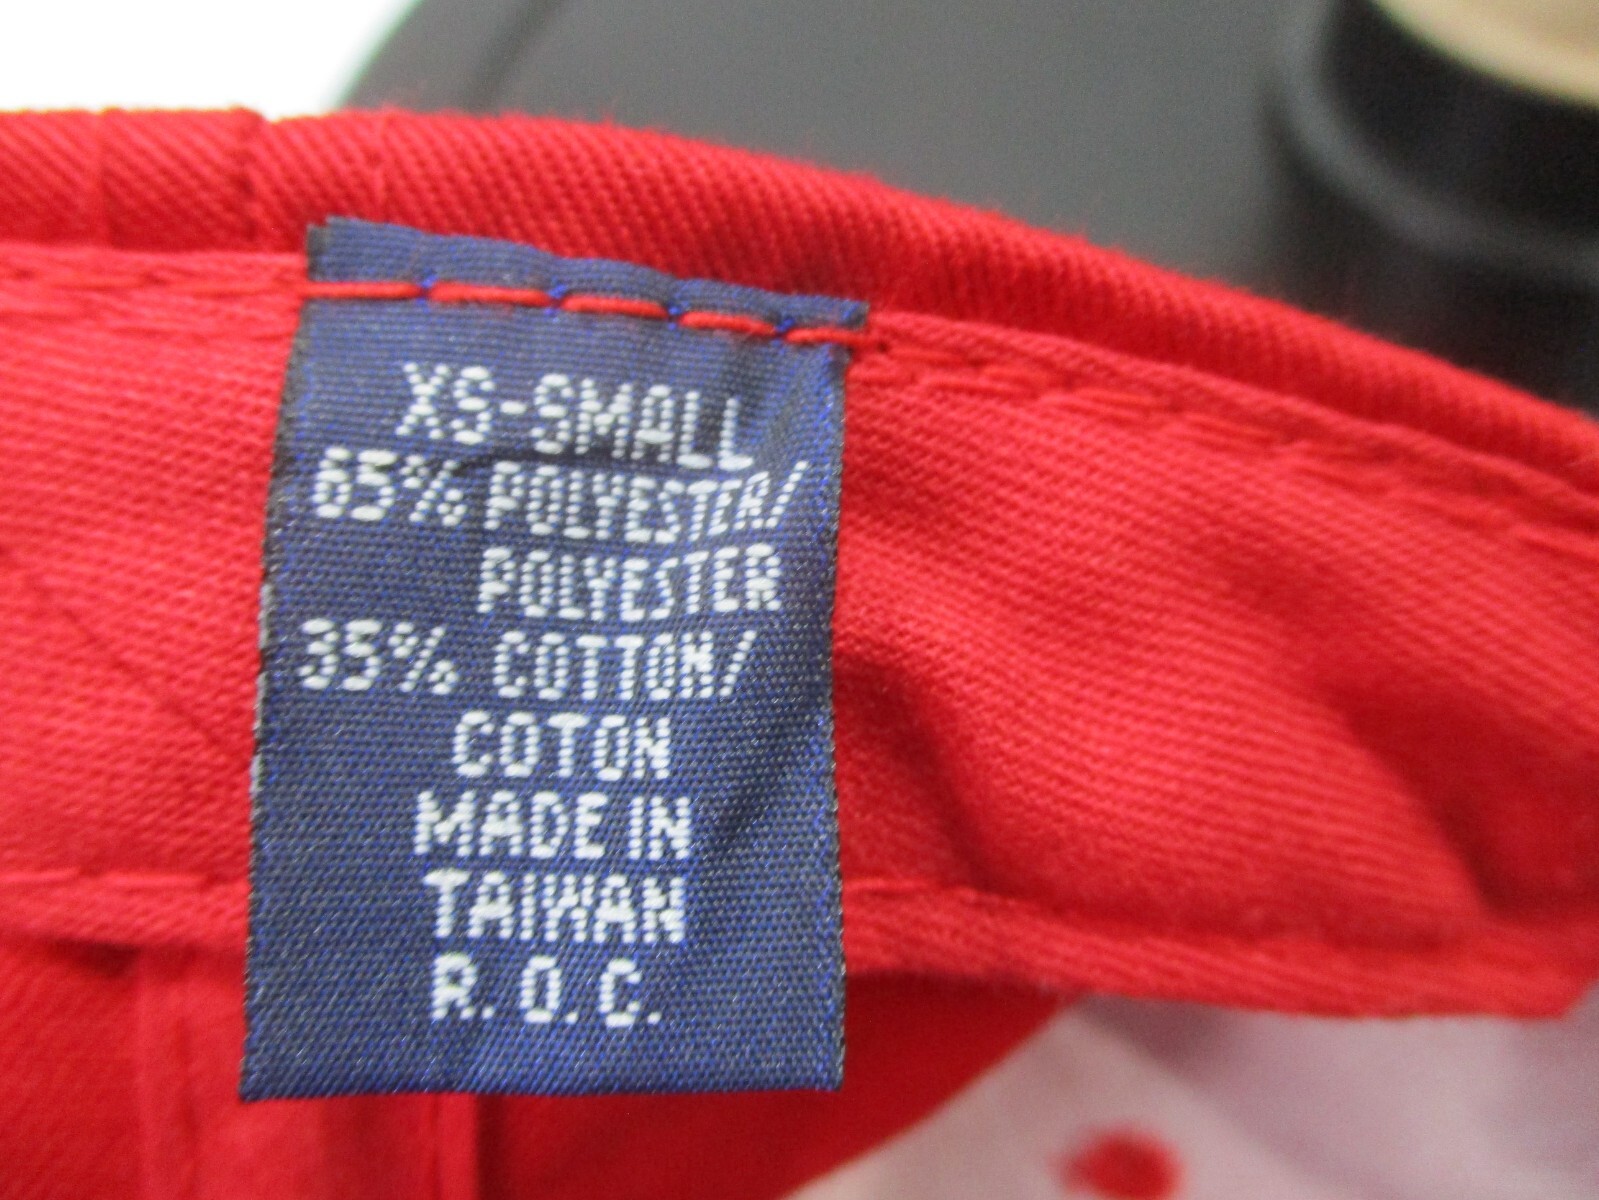 XS-SMALL
65% POLYESTER/
POLYESTER
35% COTTON/
COTON
MADE IN
TAIWAN
R.O.C.